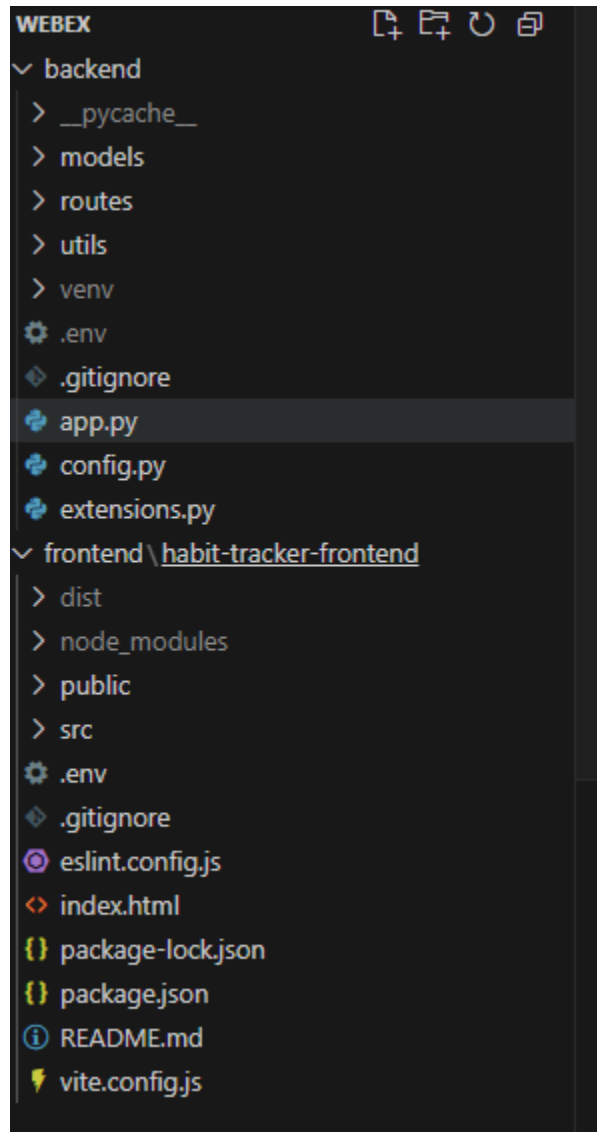 WEBEX
backend
__pycache__
models
routes
utils
venv
.env
.gitignore
app.py
config.py
extensions.py
frontend\habit-tracker-frontend
dist
node_modules
public
src
.env
.gitignore
eslint.config.js
index.html
package-lock.json
package.json
README.md
vite.config.js